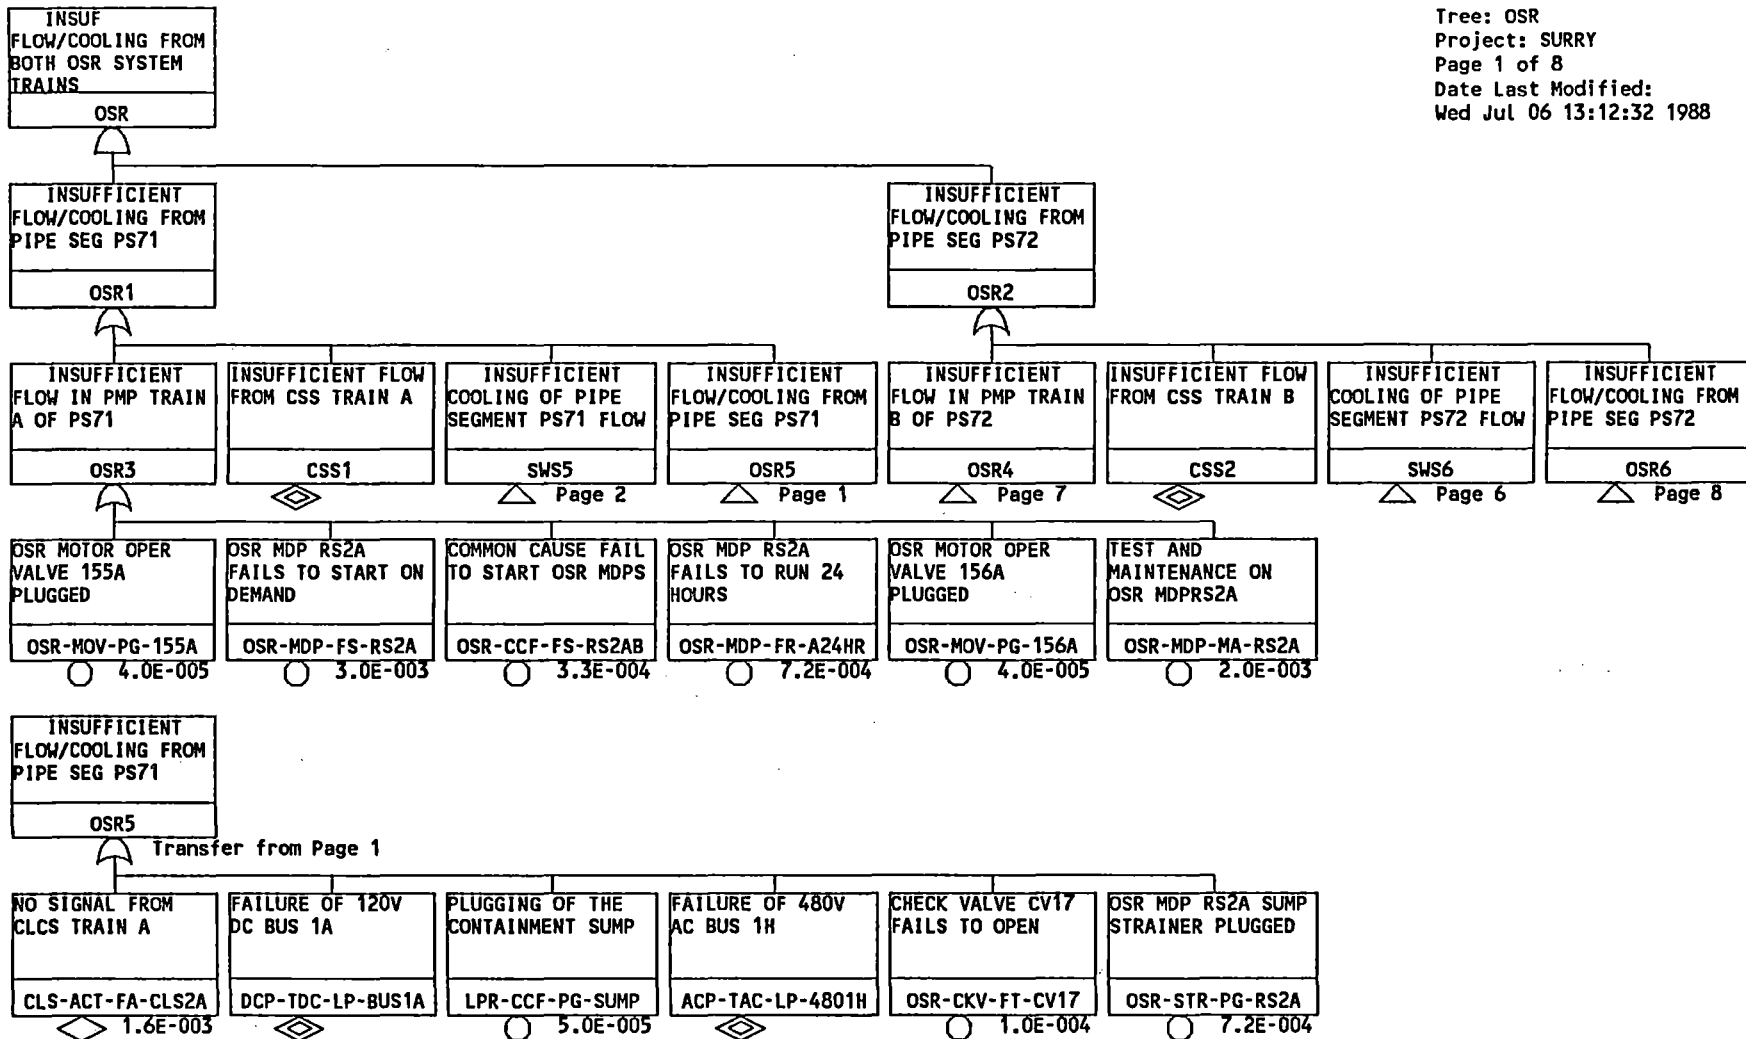 INSUF
FLOW/COOLING FROM
BOTH OSR SYSTEM
TRAINS
OSR
Tree: OSR
Project: SURRY
Page 1 of 8
Date Last Modified:
Wed Jul 06 13:12:32 1988
INSUFFICIENT
FLOW/COOLING FROM
PIPE SEG PS71
OSR1
INSUFFICIENT
FLOW/COOLING FROM
PIPE SEG PS72
OSR2
INSUFFICIENT
FLOW IN PMP TRAIN
A OF PS71
OSR3
INSUFFICIENT FLOW
FROM CSS TRAIN A
CSS1
INSUFFICIENT
COOLING OF PIPE
SEGMENT PS71 FLOW
SWS5
Page 2
INSUFFICIENT
FLOW/COOLING FROM
PIPE SEG PS71
OSR5
Page 1
INSUFFICIENT
FLOW IN PMP TRAIN
B OF PS72
OSR4
Page 7
INSUFFICIENT FLOW
FROM CSS TRAIN B
CSS2
INSUFFICIENT
COOLING OF PIPE
SEGMENT PS72 FLOW
SWS6
Page 6
INSUFFICIENT
FLOW/COOLING FROM
PIPE SEG PS72
OSR6
Page 8
OSR MOTOR OPER
VALVE 155A
PLUGGED
OSR-MOV-PG-155A
4.0E-005
OSR MDP RS2A
FAILS TO START ON
DEMAND
OSR-MDP-FS-RS2A
3.0E-003
COMMON CAUSE FAIL
TO START OSR MDPS
OSR-CCF-FS-RS2AB
3.3E-004
OSR MDP RS2A
FAILS TO RUN 24
HOURS
OSR-MDP-FR-A24HR
7.2E-004
OSR MOTOR OPER
VALVE 156A
PLUGGED
OSR-MOV-PG-156A
4.0E-005
TEST AND
MAINTENANCE ON
OSR MDPRS2A
OSR-MDP-MA-RS2A
2.0E-003
INSUFFICIENT
FLOW/COOLING FROM
PIPE SEG PS71
OSR5
Transfer from Page 1
NO SIGNAL FROM
CLCS TRAIN A
CLS-ACT-FA-CLS2A
1.6E-003
FAILURE OF 120V
DC BUS 1A
DCP-TDC-LP-BUS1A
PLUGGING OF THE
CONTAINMENT SUMP
LPR-CCF-PG-SUMP
5.0E-005
FAILURE OF 480V
AC BUS 1H
ACP-TAC-LP-4801H
CHECK VALVE CV17
FAILS TO OPEN
OSR-CKV-FT-CV17
1.0E-004
OSR MDP RS2A SUMP
STRAINER PLUGGED
OSR-STR-PG-RS2A
7.2E-004